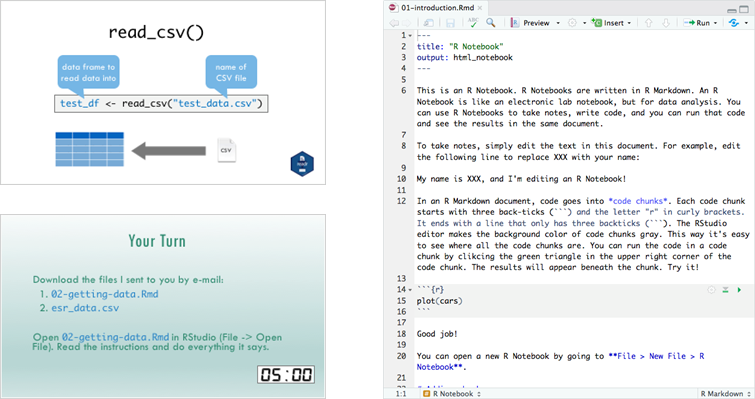 read_csv()
data frame to
read data into
name of
CSV file
test_df <- read_csv("test_data.csv")
CSV
readr
Your Turn
Download the files I sent to you by e-mail:
1. 02-getting-data.Rmd
2. esr_data.csv
Open 02-getting-data.Rmd in RStudio (File -> Open
File). Read the instructions and do everything it says.
05:00
01-introduction.Rmd
ABC Preview Insert Run
1 ---
2 title: "R Notebook"
3 output: html_notebook
4 ---
5
6 This is an R Notebook. R Notebooks are written in R Markdown. An R
Notebook is like an electronic lab notebook, but for data analysis. You
can use R Notebooks to take notes, write code, and you can run that code
and see the results in the same document.
7
8 To take notes, simply edit the text in this document. For example, edit
the following line to replace XXX with your name:
9
10 My name is XXX, and I'm editing an R Notebook!
11
12 In an R Markdown document, code goes into *code chunks*. Each code chunk
starts with three back-ticks (```) and the letter "r" in curly brackets.
It ends with a line that only has three backticks (```). The RStudio
editor makes the background color of code chunks gray. This way it's easy
to see where all the code chunks are. You can run the code in a code
chunk by clikcing the green triangle in the upper right corner of the
code chunk. The results will appear beneath the chunk. Try it!
13
14 ```{r}
15 plot(cars)
16 ```
17
18 Good job!
19
20 You can open a new R Notebook by going to **File > New File > R
Notebook**.
21
1:1 R Notebook R Markdown